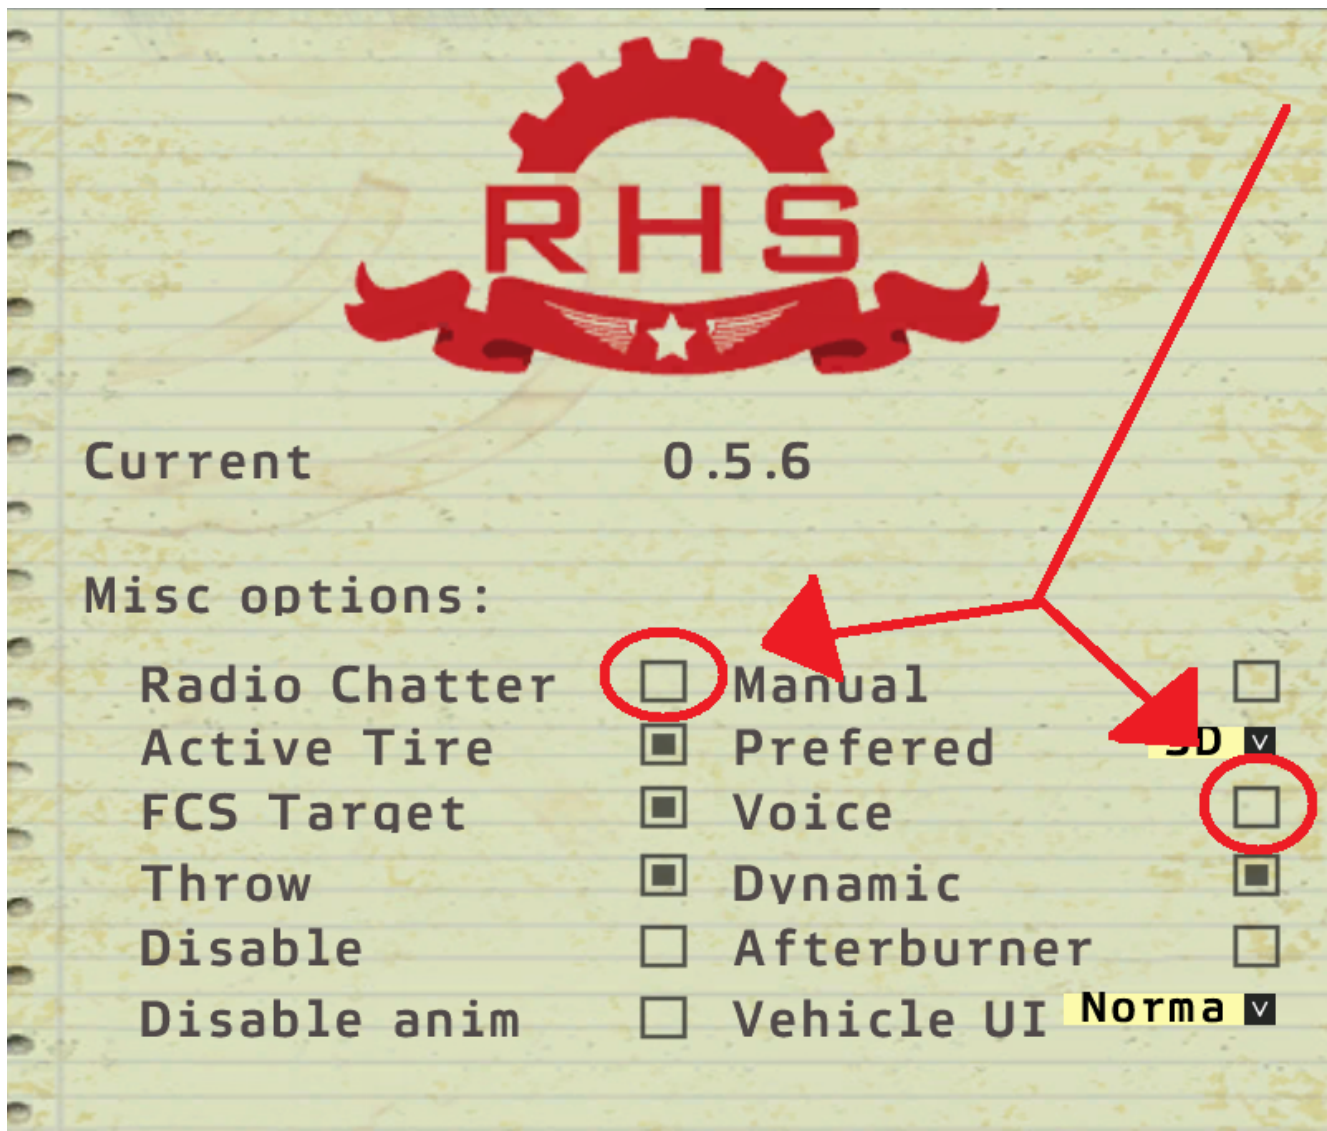 RHS
Current 0.5.6
Misc options:
Radio Chatter Manual
Active Tire Prefered 3D v
FCS Target Voice
Throw Dynamic
Disable Afterburner
Disable anim Vehicle UI Norma v